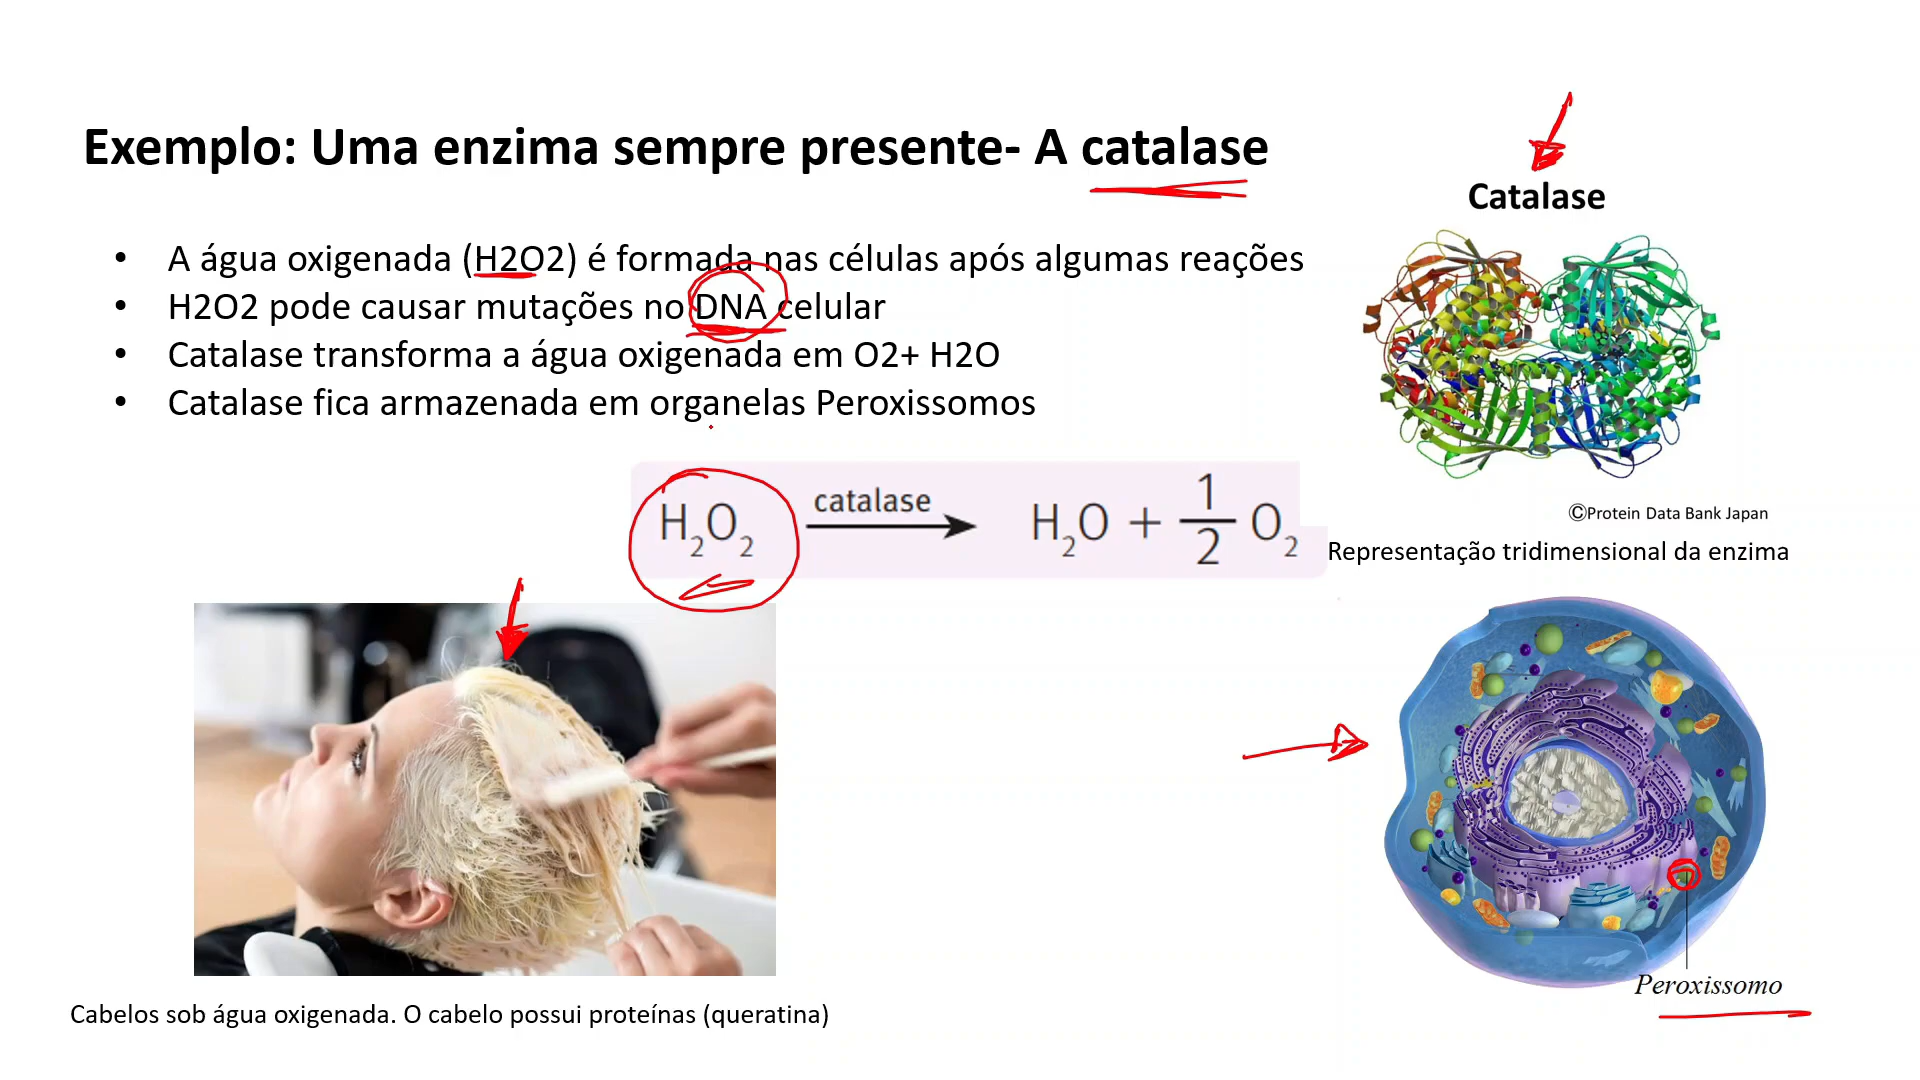 Exemplo: Uma enzima sempre presente- A catalase
• A água oxigenada (H2O2) é formada nas células após algumas reações
• H2O2 pode causar mutações no DNA celular
• Catalase transforma a água oxigenada em O2+ H2O
• Catalase fica armazenada em organelas Peroxissomos
Catalase
©Protein Data Bank Japan
Representação tridimensional da enzima
H₂O₂ catalase → H₂O + 1/2 O₂
Peroxissomo
Cabelos sob água oxigenada. O cabelo possui proteínas (queratina)